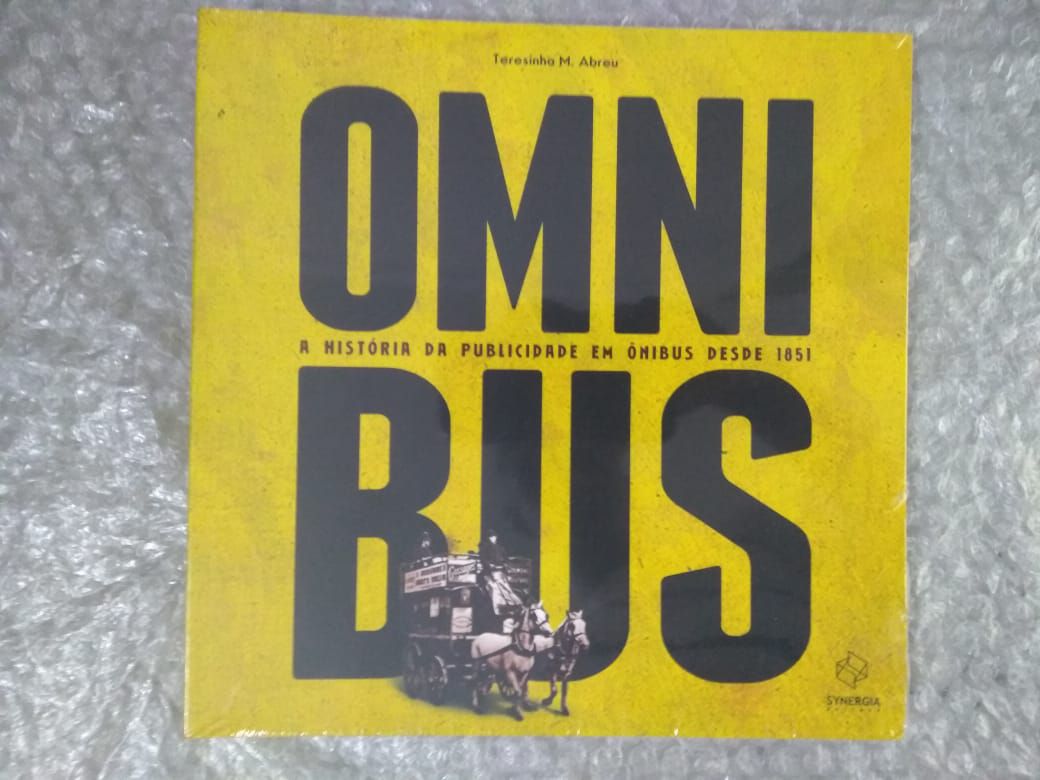 Teresinha M. Abreu
OMNI
A HISTÓRIA DA PUBLICIDADE EM ÔNIBUS DESDE 1851
BUS
SYNERGIA